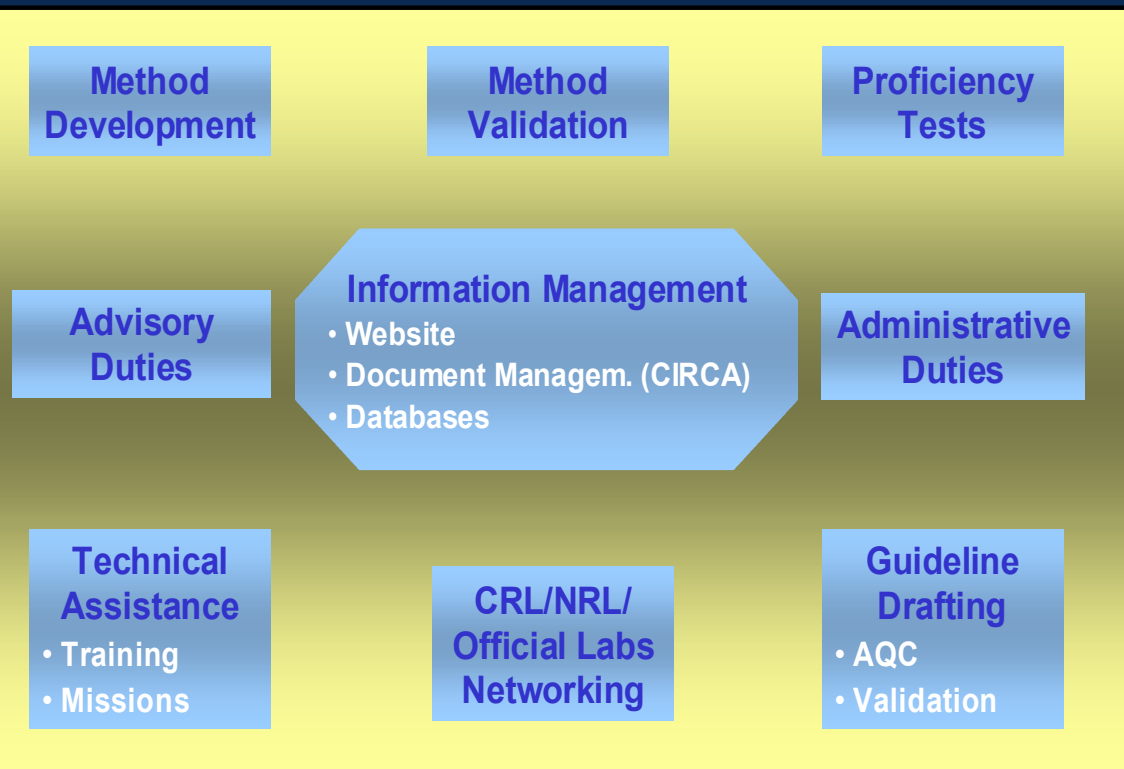 Method
Development
Method
Validation
Proficiency
Tests
Advisory
Duties
Information Management
• Website
• Document Managem. (CIRCA)
• Databases
Administrative
Duties
Technical
Assistance
• Training
• Missions
CRL/NRL/
Official Labs
Networking
Guideline
Drafting
• AQC
• Validation